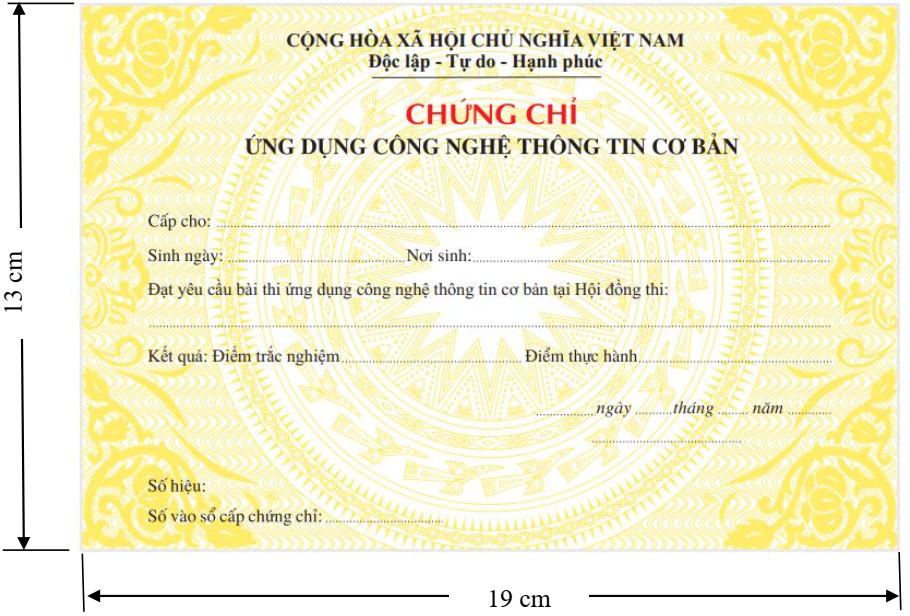 CỘNG HÒA XÃ HỘI CHỦ NGHĨA VIỆT NAM
Độc lập - Tự do - Hạnh phúc
CHỨNG CHỈ
ỨNG DỤNG CÔNG NGHỆ THÔNG TIN CƠ BẢN
Cấp cho: ................
Sinh ngày: ................ Nơi sinh: ................
Đạt yêu cầu bài thi ứng dụng công nghệ thông tin cơ bản tại Hội đồng thi:
................
Kết quả: Điểm trắc nghiệm ................ Điểm thực hành ................
................ ngày ........ tháng ....... năm ..........
................
Số hiệu:
Số vào sổ cấp chứng chỉ: ................
13 cm
19 cm